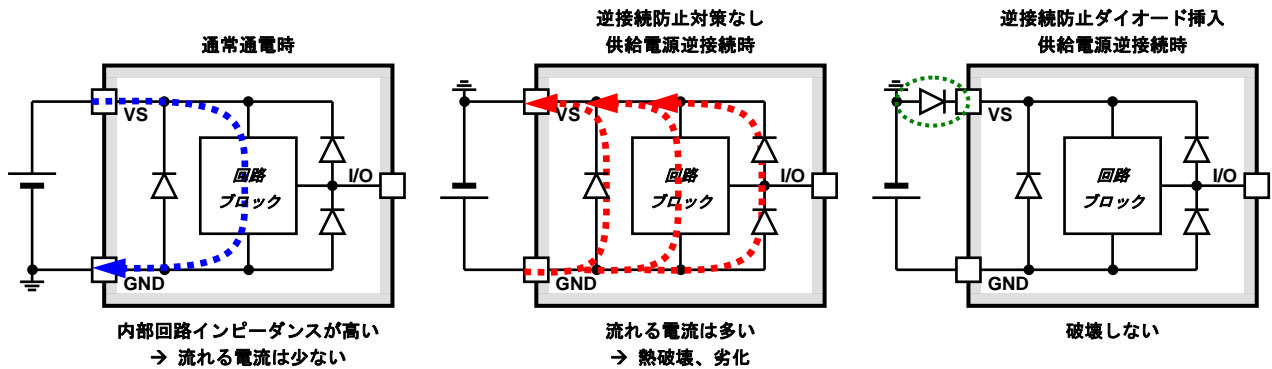 通常通電時
VS
回路
ブロック
I/O
GND
内部回路インピーダンスが高い
→ 流れる電流は少ない
逆接続防止対策なし
供給電源逆接続時
VS
回路
ブロック
I/O
GND
流れる電流は多い
→ 熱破壊、劣化
逆接続防止ダイオード挿入
供給電源逆接続時
VS
回路
ブロック
I/O
GND
破壊しない